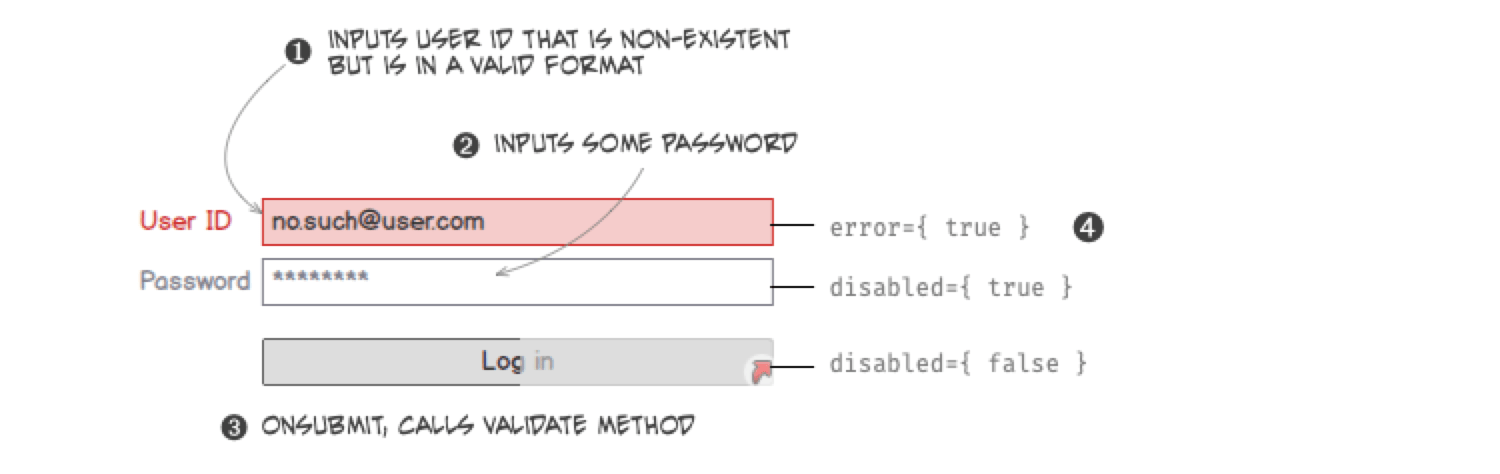 ❶ INPUTS USER ID THAT IS NON-EXISTENT
BUT IS IN A VALID FORMAT
❷ INPUTS SOME PASSWORD
User ID no.such@user.com error={ true } ❹
Password ******** disabled={ true }
Log in disabled={ false }
❸ ONSUBMIT, CALLS VALIDATE METHOD